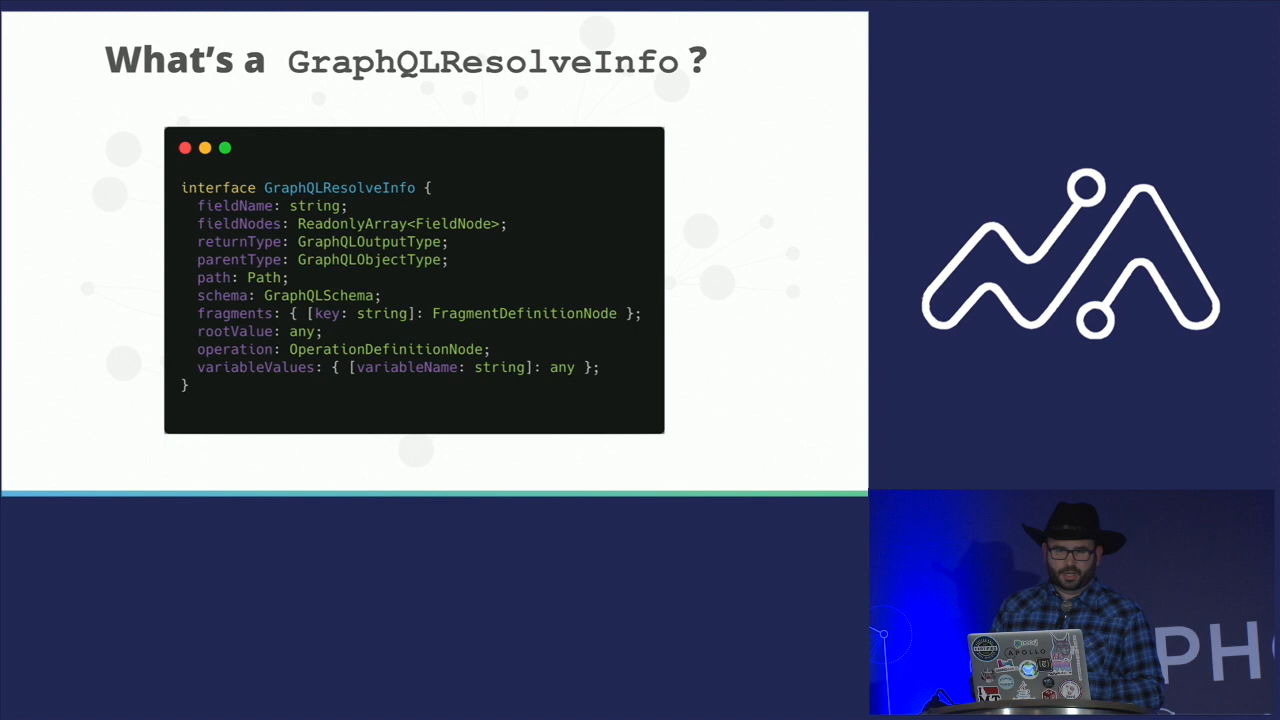 What's a GraphQLResolveInfo?
interface GraphQLResolveInfo {
fieldName: string;
fieldNodes: ReadonlyArray<FieldNode>;
returnType: GraphQLOutputType;
parentType: GraphQLObjectType;
path: Path;
schema: GraphQLSchema;
fragments: { [key: string]: FragmentDefinitionNode };
rootValue: any;
operation: OperationDefinitionNode;
variableValues: { [variableName: string]: any };
}
PH
APOLLO